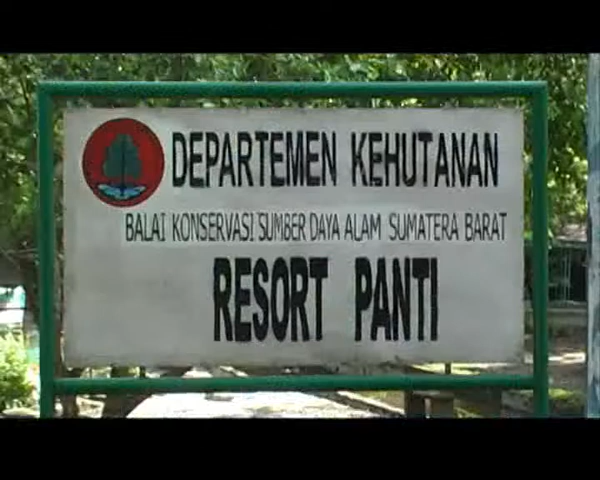 DEPARTEMEN KEHUTANAN
BALAI KONSERVASI SUMBER DAYA ALAM SUMATERA BARAT
RESORT PANTI